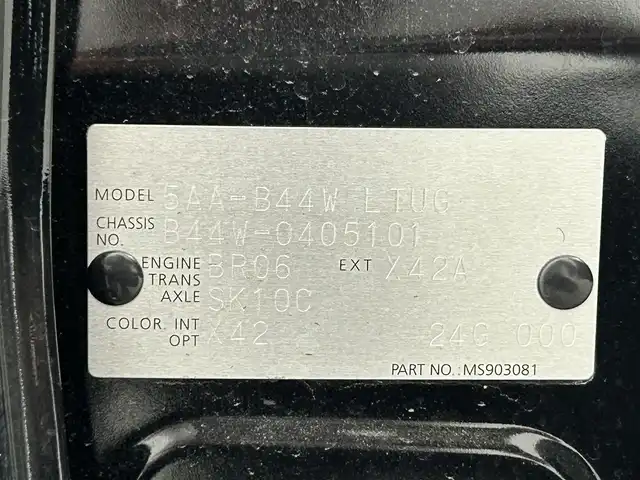 MODEL 5AA-B44W LTUG
CHASSIS NO. B44W-0405101
ENGINE BR06 EXT X42A
TRANS AXLE SK10C
COLOR. INT OPT X42 24G 000
PART NO.: MS903081